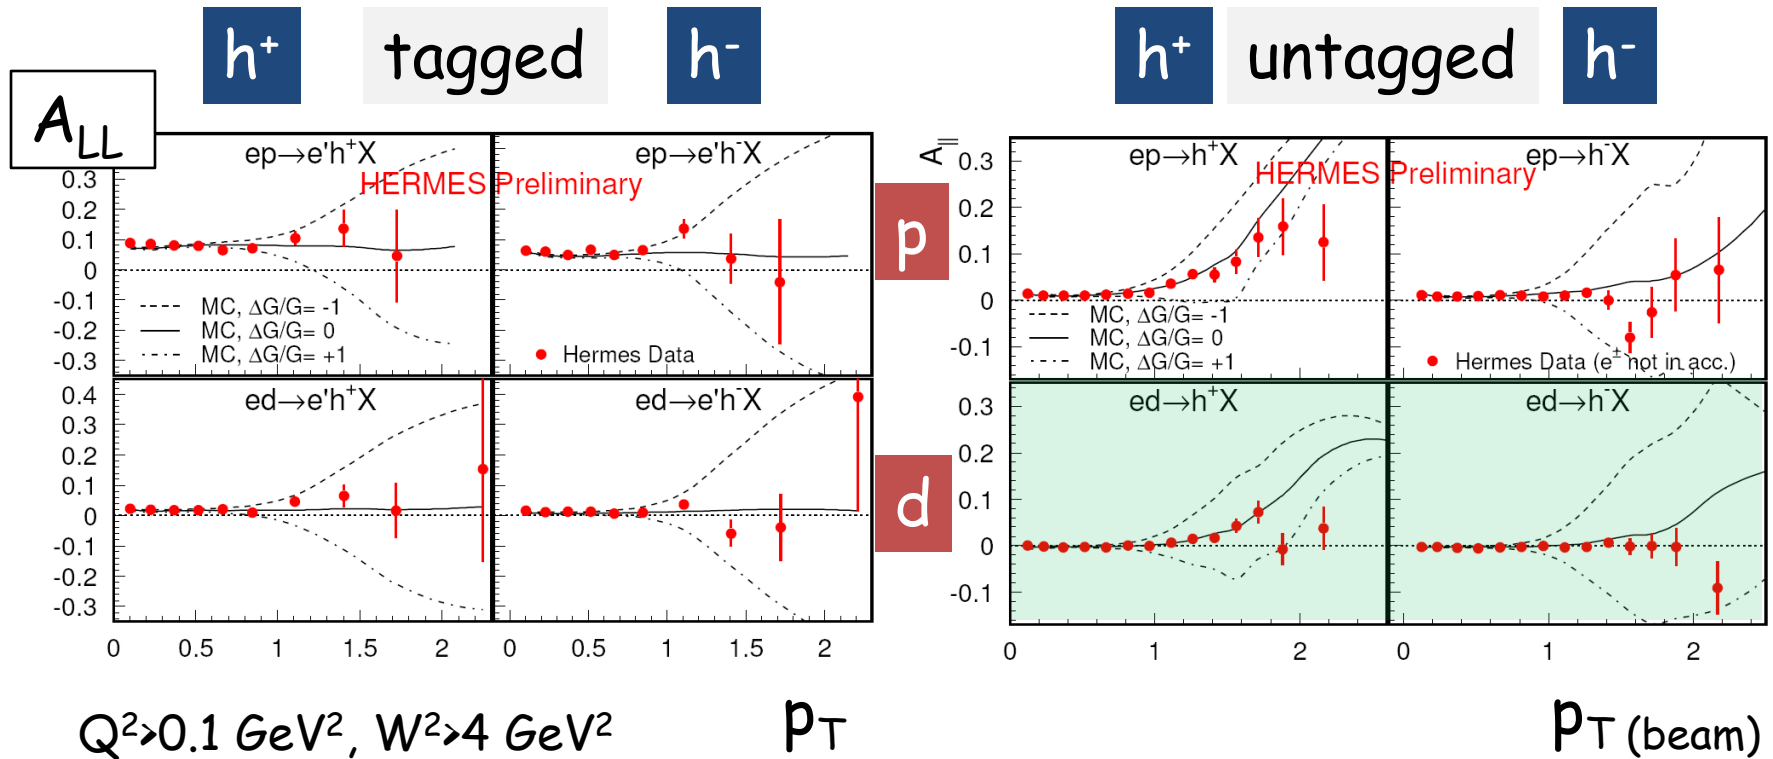 h+ tagged h-
h+ untagged h-
A_LL
ep→e'h+X
ep→e'h-X
HERMES Preliminary
0.3
0.2
0.1
0
-0.1
-0.2
-0.3
MC, ΔG/G= -1
MC, ΔG/G= 0
MC, ΔG/G= +1
Hermes Data
p
ed→e'h+X
ed→e'h-X
0.4
0.3
0.2
0.1
0
-0.1
-0.2
-0.3
0 0.5 1 1.5 2
0 0.5 1 1.5 2
d
A||
ep→h+X
ep→h-X
HERMES Preliminary
0.3
0.2
0.1
0
-0.1
MC, ΔG/G= -1
MC, ΔG/G= 0
MC, ΔG/G= +1
Hermes Data (e± not in acc.)
ed→h+X
ed→h-X
0.3
0.2
0.1
0
-0.1
0 1 2
0 1 2
Q²>0.1 GeV², W²>4 GeV²
p_T
p_T (beam)